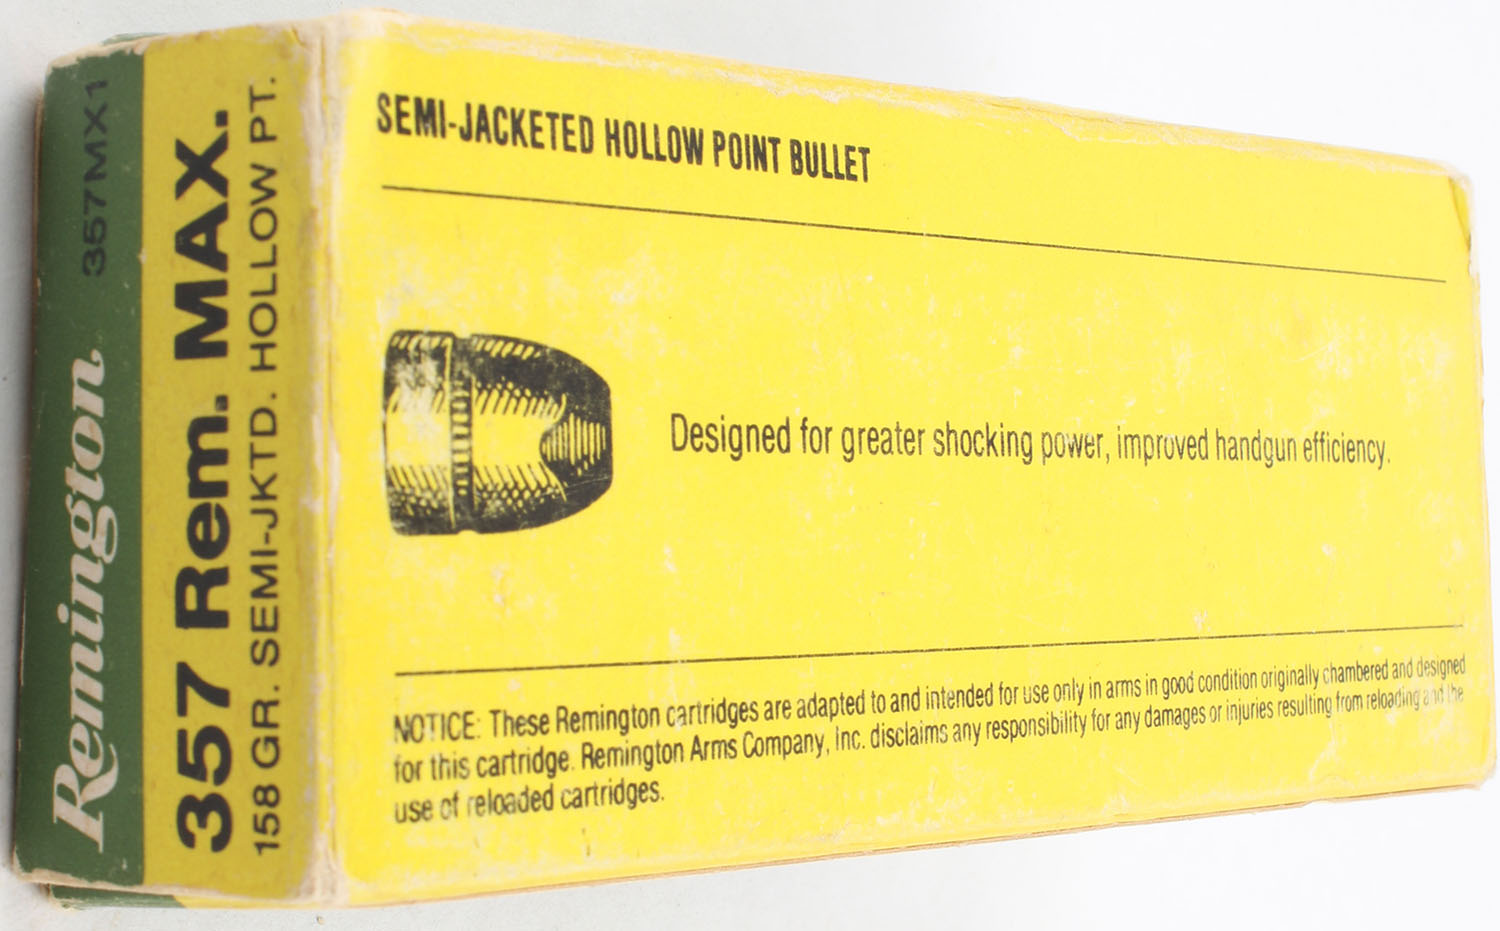 Remington 357MX1
357 Rem. MAX.
158 GR. SEMI-JKTD. HOLLOW PT.
SEMI-JACKETED HOLLOW POINT BULLET
Designed for greater shocking power, improved handgun efficiency.
NOTICE: These Remington cartridges are adapted to and intended for use only in arms in good condition originally chambered and designed
for this cartridge. Remington Arms Company, Inc. disclaims any responsibility for any damages or injuries resulting from reloading and the
use of reloaded cartridges.